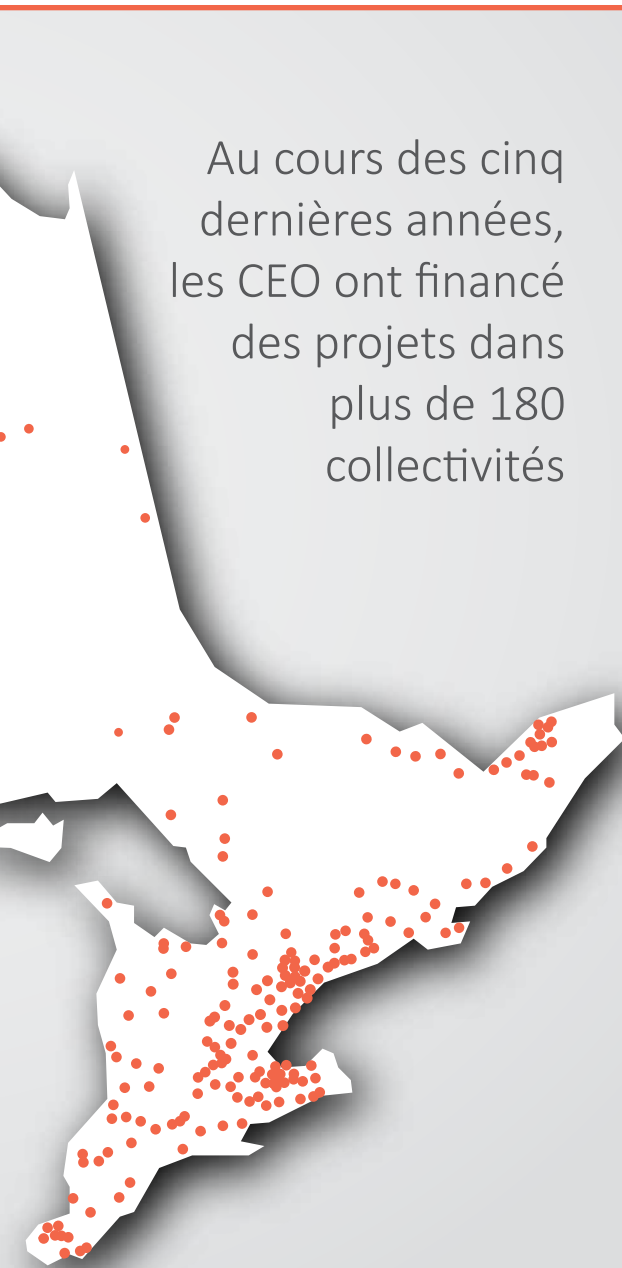 Au cours des cinq
dernières années,
les CEO ont financé
des projets dans
plus de 180
collectivités